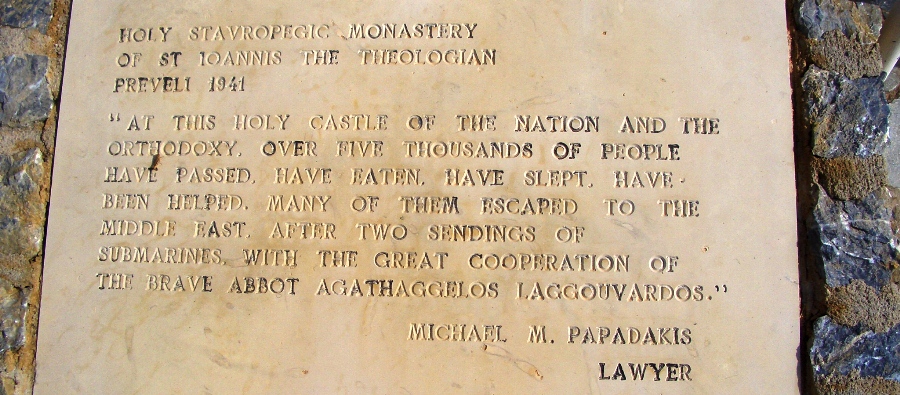 HOLY STAVROPEGIC MONASTERY
OF ST IOANNIS THE THEOLOGIAN
PREVELI 1941
"AT THIS HOLY CASTLE OF THE NATION AND THE
ORTHODOXY. OVER FIVE THOUSANDS OF PEOPLE
HAVE PASSED. HAVE EATEN. HAVE SLEPT. HAVE
BEEN HELPED. MANY OF THEM ESCAPED TO THE
MIDDLE EAST. AFTER TWO SENDINGS OF
SUBMARINES. WITH THE GREAT COOPERATION OF
THE BRAVE ABBOT AGATHAGGELOS LAGGOUVARDOS."
MICHAEL M. PAPADAKIS
LAWYER